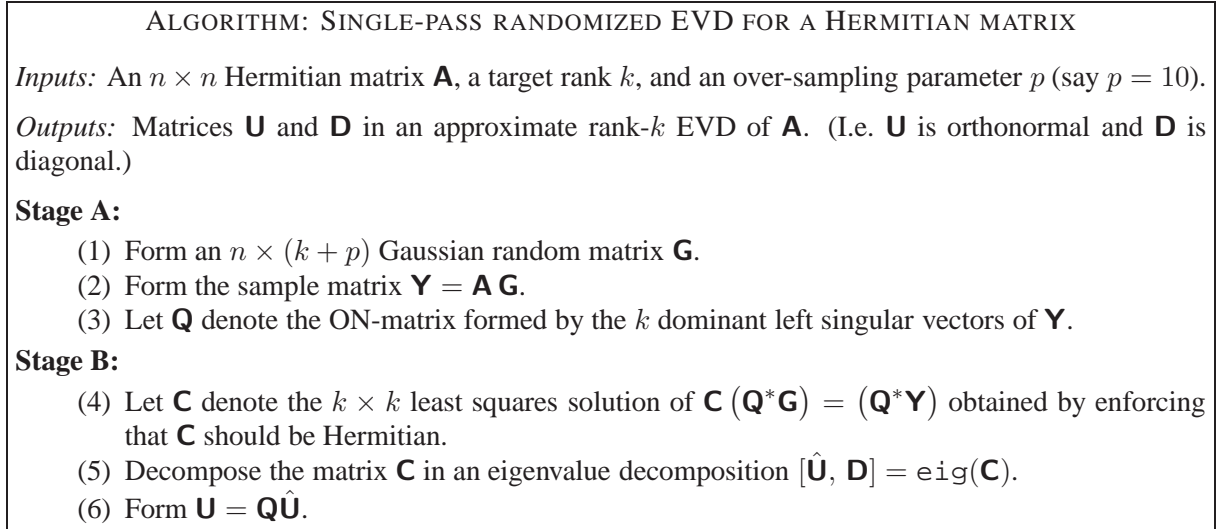 ALGORITHM: SINGLE-PASS RANDOMIZED EVD FOR A HERMITIAN MATRIX
Inputs: An n × n Hermitian matrix A, a target rank k, and an over-sampling parameter p (say p = 10).
Outputs: Matrices U and D in an approximate rank-k EVD of A. (I.e. U is orthonormal and D is
diagonal.)
Stage A:
(1) Form an n × (k + p) Gaussian random matrix G.
(2) Form the sample matrix Y = A G.
(3) Let Q denote the ON-matrix formed by the k dominant left singular vectors of Y.
Stage B:
(4) Let C denote the k × k least squares solution of C (Q*G) = (Q*Y) obtained by enforcing
that C should be Hermitian.
(5) Decompose the matrix C in an eigenvalue decomposition [Û, D] = eig(C).
(6) Form U = QÛ.